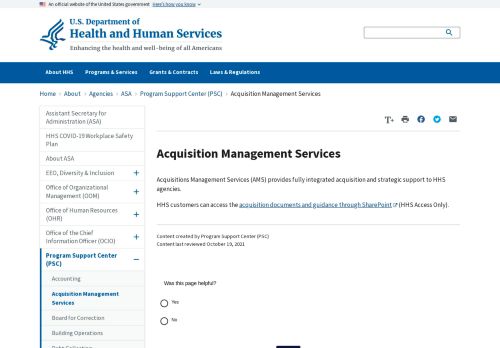 An official website of the United States government Here's how you know
U.S. Department of
Health and Human Services
Enhancing the health and well-being of all Americans
About HHS Programs & Services Grants & Contracts Laws & Regulations
Home > About > Agencies > ASA > Program Support Center (PSC) > Acquisition Management Services
Assistant Secretary for
Administration (ASA)
HHS COVID-19 Workplace Safety
Plan
About ASA
EEO, Diversity & Inclusion
Office of Organizational
Management (OOM)
Office of Human Resources
(OHR)
Office of the Chief
Information Officer (OCIO)
Program Support Center
(PSC)
Accounting
Acquisition Management
Services
Board for Correction
Building Operations
T+
Acquisition Management Services
Acquisitions Management Services (AMS) provides fully integrated acquisition and strategic support to HHS
agencies.
HHS customers can access the acquisition documents and guidance through SharePoint (HHS Access Only).
Content created by Program Support Center (PSC)
Content last reviewed October 19, 2021
Was this page helpful?
Yes
No